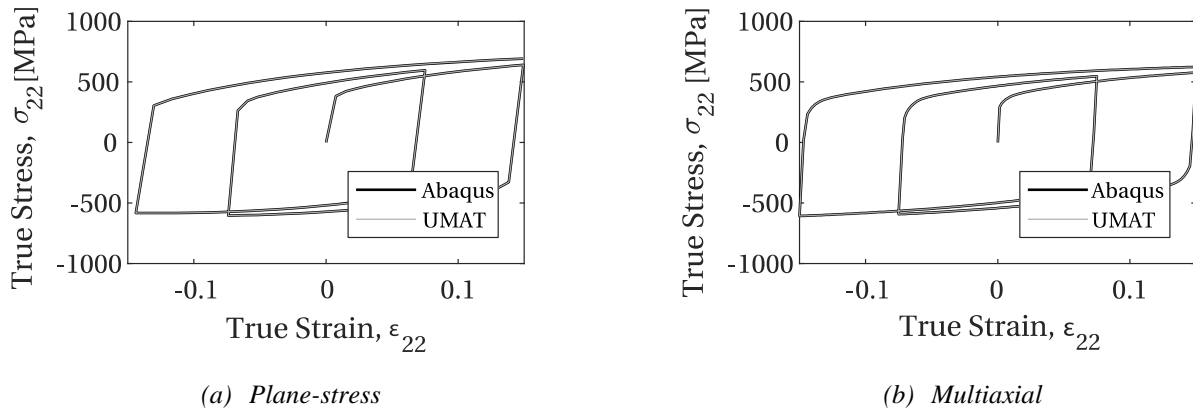 True Stress, σ22 [MPa]
1000
500
0
-500
-1000
Abaqus
UMAT
-0.1
0
0.1
True Strain, ε22
(a) Plane-stress
True Stress, σ22 [MPa]
1000
500
0
-500
-1000
Abaqus
UMAT
-0.1
0
0.1
True Strain, ε22
(b) Multiaxial